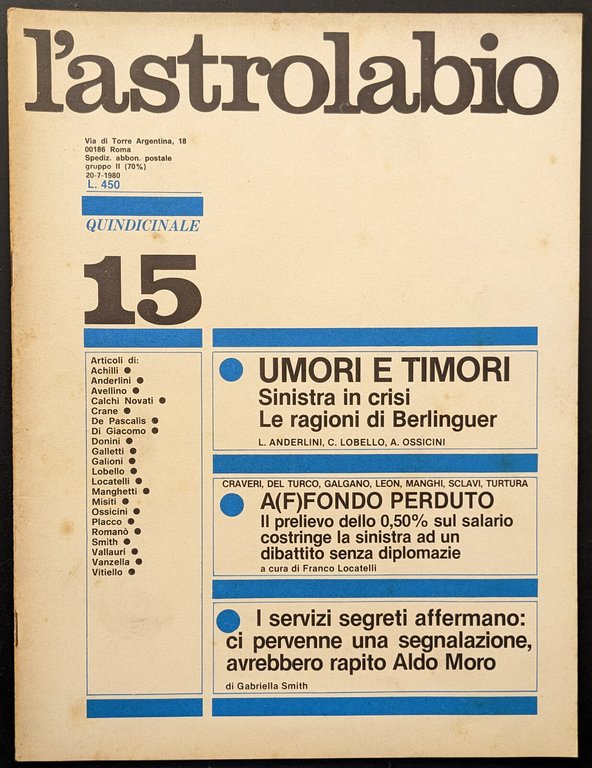 l'astrolabio
Via di Torre Argentina, 18
00186 Roma
Spediz. abbon. postale
gruppo II (70%)
20-7-1980
L. 450
QUINDICINALE
15
Articoli di:
Achilli ●
Anderlini ●
Avellino ●
Calchi Novati ●
Crane ●
De Pascalis ●
Di Giacomo ●
Donini ●
Galletti ●
Galioni ●
Lobello ●
Locatelli ●
Manghetti ●
Misiti ●
Ossicini ●
Placco ●
Romanò ●
Smith ●
Vallauri ●
Vanzella ●
Vitiello ●
● UMORI E TIMORI
Sinistra in crisi
Le ragioni di Berlinguer
L. ANDERLINI, C. LOBELLO, A. OSSICINI
CRAVERI, DEL TURCO, GALGANO, LEON, MANGHI, SCLAVI, TURTURA
● A(F)FONDO PERDUTO
Il prelievo dello 0,50% sul salario
costringe la sinistra ad un
dibattito senza diplomazie
a cura di Franco Locatelli
● I servizi segreti affermano:
ci pervenne una segnalazione,
avrebbero rapito Aldo Moro
di Gabriella Smith